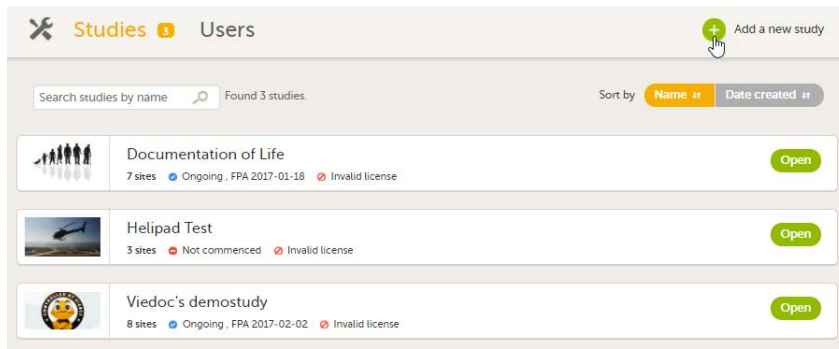 Studies 3 Users
Add a new study
Search studies by name
Found 3 studies.
Sort by Name Date created
Documentation of Life
7 sites Ongoing , FPA 2017-01-18 Invalid license
Open
Helipad Test
3 sites Not commenced Invalid license
Open
Viedoc's demostudy
8 sites Ongoing , FPA 2017-02-02 Invalid license
Open